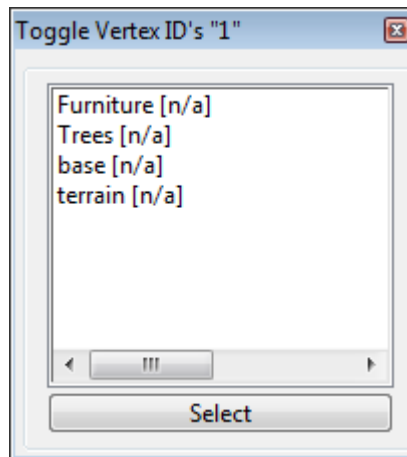 Toggle Vertex ID's "1"
Furniture [n/a]
Trees [n/a]
base [n/a]
terrain [n/a]
Select